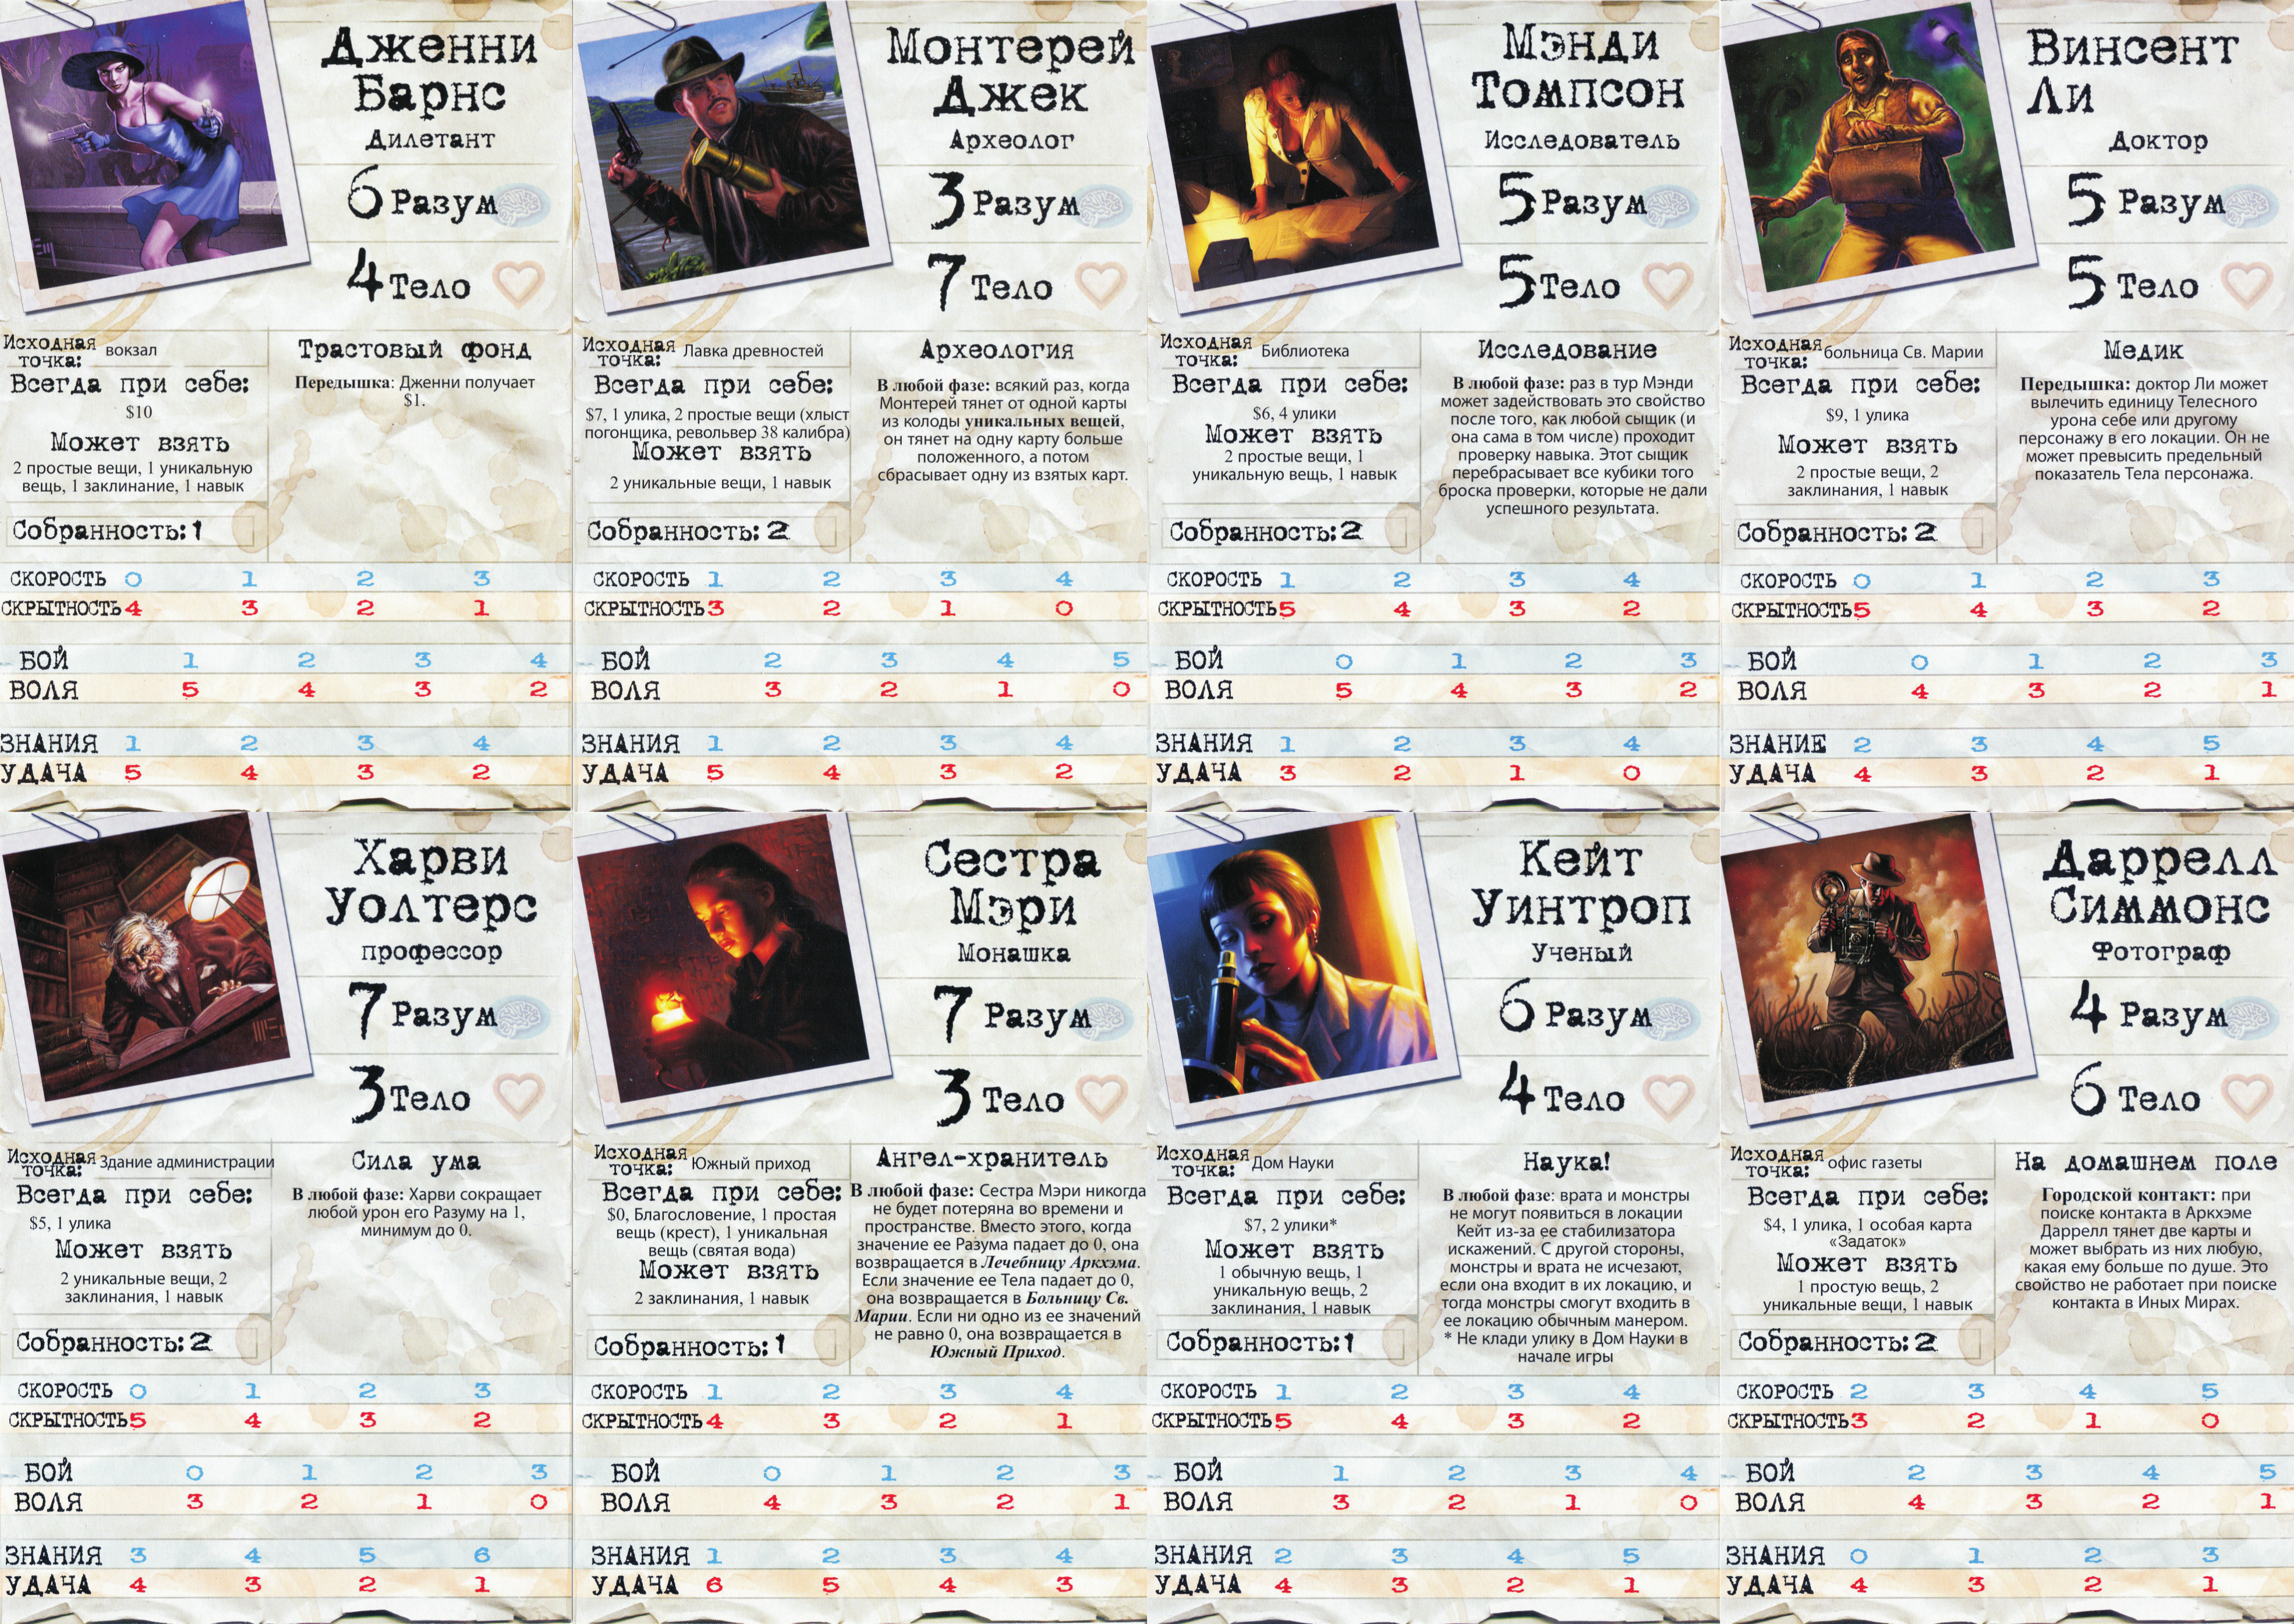 Дженни
Барнс
Дилетант
6 Разум
4 Тело
Исходная
точка: вокзал
Всегда при себе:
$10
Может взять
2 простые вещи, 1 уникальную
вещь, 1 заклинание, 1 навык
Собранность: 1
Трастовый фонд
Передышка: Дженни получает
$1.
СКОРОСТЬ 0 1 2 3
СКРЫТНОСТЬ 4 3 2 1
БОЙ 1 2 3 4
ВОЛЯ 5 4 3 2
ЗНАНИЯ 1 2 3 4
УДАЧА 5 4 3 2
Монтерей
Джек
Археолог
3 Разум
7 Тело
Исходная
точка: Лавка древностей
Всегда при себе:
$7, 1 улика, 2 простые вещи (хлыст
погонщика, револьвер 38 калибра)
Может взять
2 уникальные вещи, 1 навык
Собранность: 2
Археология
В любой фазе: всякий раз, когда
Монтерей тянет от одной карты
из колоды уникальных вещей,
он тянет на одну карту больше
положенного, а потом
сбрасывает одну из взятых карт.
СКОРОСТЬ 1 2 3 4
СКРЫТНОСТЬ 3 2 1 0
БОЙ 2 3 4 5
ВОЛЯ 3 2 1 0
ЗНАНИЯ 1 2 3 4
УДАЧА 5 4 3 2
Мэнди
Томпсон
Исследователь
5 Разум
5 Тело
Исходная
точка: Библиотека
Всегда при себе:
$6, 4 улики
Может взять
2 простые вещи, 1
уникальную вещь, 1 навык
Собранность: 2
Исследование
В любой фазе: раз в тур Мэнди
может задействовать это свойство
после того, как любой сыщик (и
она сама в том числе) проходит
проверку навыка. Этот сыщик
перебрасывает все кубики того
броска проверки, которые не дали
успешного результата.
СКОРОСТЬ 1 2 3 4
СКРЫТНОСТЬ 5 4 3 2
БОЙ 0 1 2 3
ВОЛЯ 5 4 3 2
ЗНАНИЯ 1 2 3 4
УДАЧА 3 2 1 0
Винсент
Ли
Доктор
5 Разум
5 Тело
Исходная
точка: больница Св. Марии
Всегда при себе:
$9, 1 улика
Может взять
2 простые вещи, 2
заклинания, 1 навык
Собранность: 2
Медик
Передышка: доктор Ли может
вылечить единицу Телесного
урона себе или другому
персонажу в его локации. Он не
может превысить предельный
показатель Тела персонажа.
СКОРОСТЬ 0 1 2 3
СКРЫТНОСТЬ 5 4 3 2
БОЙ 0 1 2 3
ВОЛЯ 4 3 2 1
ЗНАНИЕ 2 3 4 5
УДАЧА 4 3 2 1
Харви
Уолтерс
профессор
7 Разум
3 Тело
Исходная
точка: Здание администрации
Всегда при себе:
$5, 1 улика
Может взять
2 уникальные вещи, 2
заклинания, 1 навык
Собранность: 2
Сила ума
В любой фазе: Харви сокращает
любой урон его Разуму на 1,
минимум до 0.
СКОРОСТЬ 0 1 2 3
СКРЫТНОСТЬ 5 4 3 2
БОЙ 0 1 2 3
ВОЛЯ 3 2 1 0
ЗНАНИЯ 3 4 5 6
УДАЧА 4 3 2 1
Сестра
Мэри
Монашка
7 Разум
3 Тело
Исходная
точка: Южный приход
Всегда при себе:
$0, Благословение, 1 простая
вещь (крест), 1 уникальная
вещь (святая вода)
Может взять
2 заклинания, 1 навык
Собранность: 1
Ангел-хранитель
В любой фазе: Сестра Мэри никогда
не будет потеряна во времени и
пространстве. Вместо этого, когда
значение ее Разума падает до 0, она
возвращается в Лечебницу Аркхэма.
Если значение ее Тела падает до 0,
она возвращается в Больницу Св.
Марии. Если ни одно из ее значений
не равно 0, она возвращается в
Южный Приход.
СКОРОСТЬ 1 2 3 4
СКРЫТНОСТЬ 4 3 2 1
БОЙ 0 1 2 3
ВОЛЯ 4 3 2 1
ЗНАНИЯ 1 2 3 4
УДАЧА 6 5 4 3
Кейт
Уинтроп
Ученый
6 Разум
4 Тело
Исходная
точка: Дом Науки
Всегда при себе:
$7, 2 улики*
Может взять
1 обычную вещь, 1
уникальную вещь, 2
заклинания, 1 навык
Собранность: 1
Наука!
В любой фазе: врата и монстры
не могут появиться в локации
Кейт из-за ее стабилизатора
искажений. С другой стороны,
монстры и врата не исчезают,
если она входит в их локацию, и
тогда монстры смогут входить в
ее локацию обычным манером.
* Не клади улику в Дом Науки в
начале игры
СКОРОСТЬ 1 2 3 4
СКРЫТНОСТЬ 5 4 3 2
БОЙ 1 2 3 4
ВОЛЯ 3 2 1 0
ЗНАНИЯ 2 3 4 5
УДАЧА 4 3 2 1
Даррелл
Симмонс
Фотограф
4 Разум
6 Тело
Исходная
точка: офис газеты
Всегда при себе:
$4, 1 улика, 1 особая карта
«Задаток»
Может взять
1 простую вещь, 2
уникальные вещи, 1 навык
Собранность: 2
На домашнем поле
Городской контакт: при
поиске контакта в Аркхэме
Даррелл тянет две карты и
может выбрать из них любую,
какая ему больше по душе. Это
свойство не работает при поиске
контакта в Иных Мирах.
СКОРОСТЬ 2 3 4 5
СКРЫТНОСТЬ 3 2 1 0
БОЙ 2 3 4 5
ВОЛЯ 4 3 2 1
ЗНАНИЯ 0 1 2 3
УДАЧА 4 3 2 1